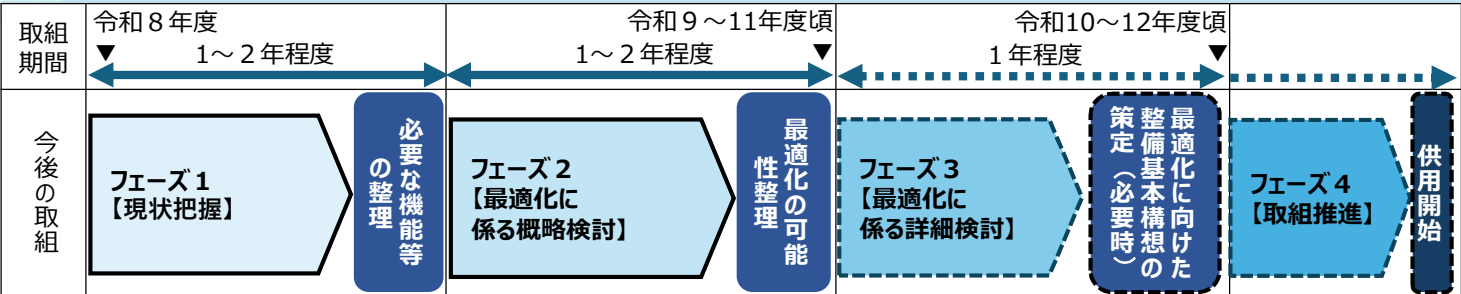 取組
期間
令和８年度
▼
1～２年程度
令和９～11年度頃
1～２年程度
▼
令和10～12年度頃
１年程度
▼
今後の取組
フェーズ１
【現状把握】
必要な機能等
の整理
フェーズ２
【最適化に
係る概略検討】
最適化の可能
性整理
フェーズ３
【最適化に
係る詳細検討】
最適化に向けた
整備基本構想の
策定（必要時）
フェーズ４
【取組推進】
供用開始